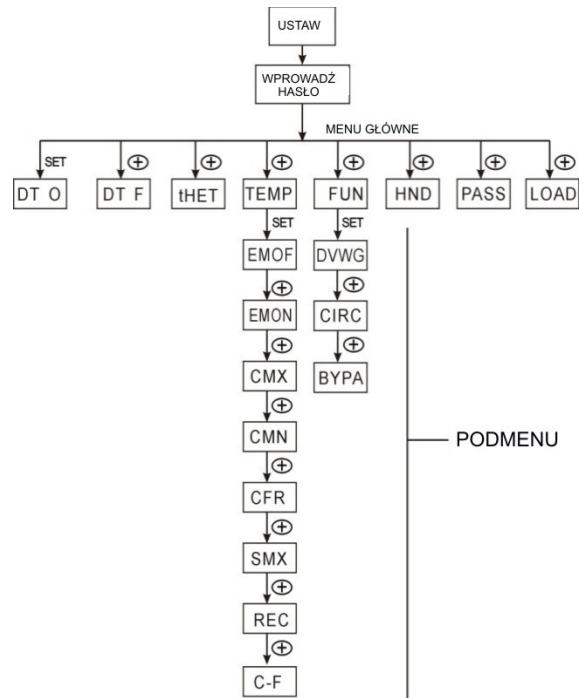 USTAW
WPROWADŹ
HASŁO
MENU GŁÓWNE
SET
DT O
DT F
tHET
TEMP
FUN
HND
PASS
LOAD
SET
SET
EMOF
DVWG
EMON
CIRC
CMX
BYPA
CMN
PODMENU
CFR
SMX
REC
C-F